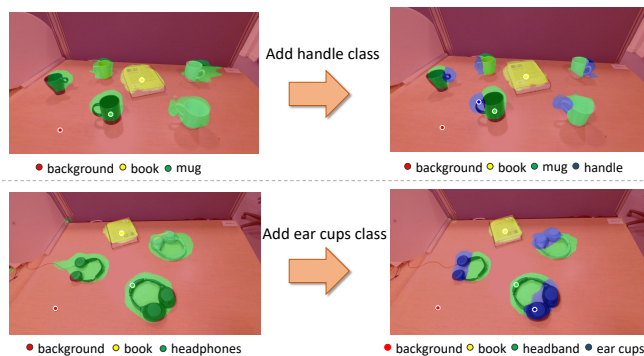 Add handle class
background book mug
background book mug handle
Add ear cups class
background book headphones
background book headband ear cups